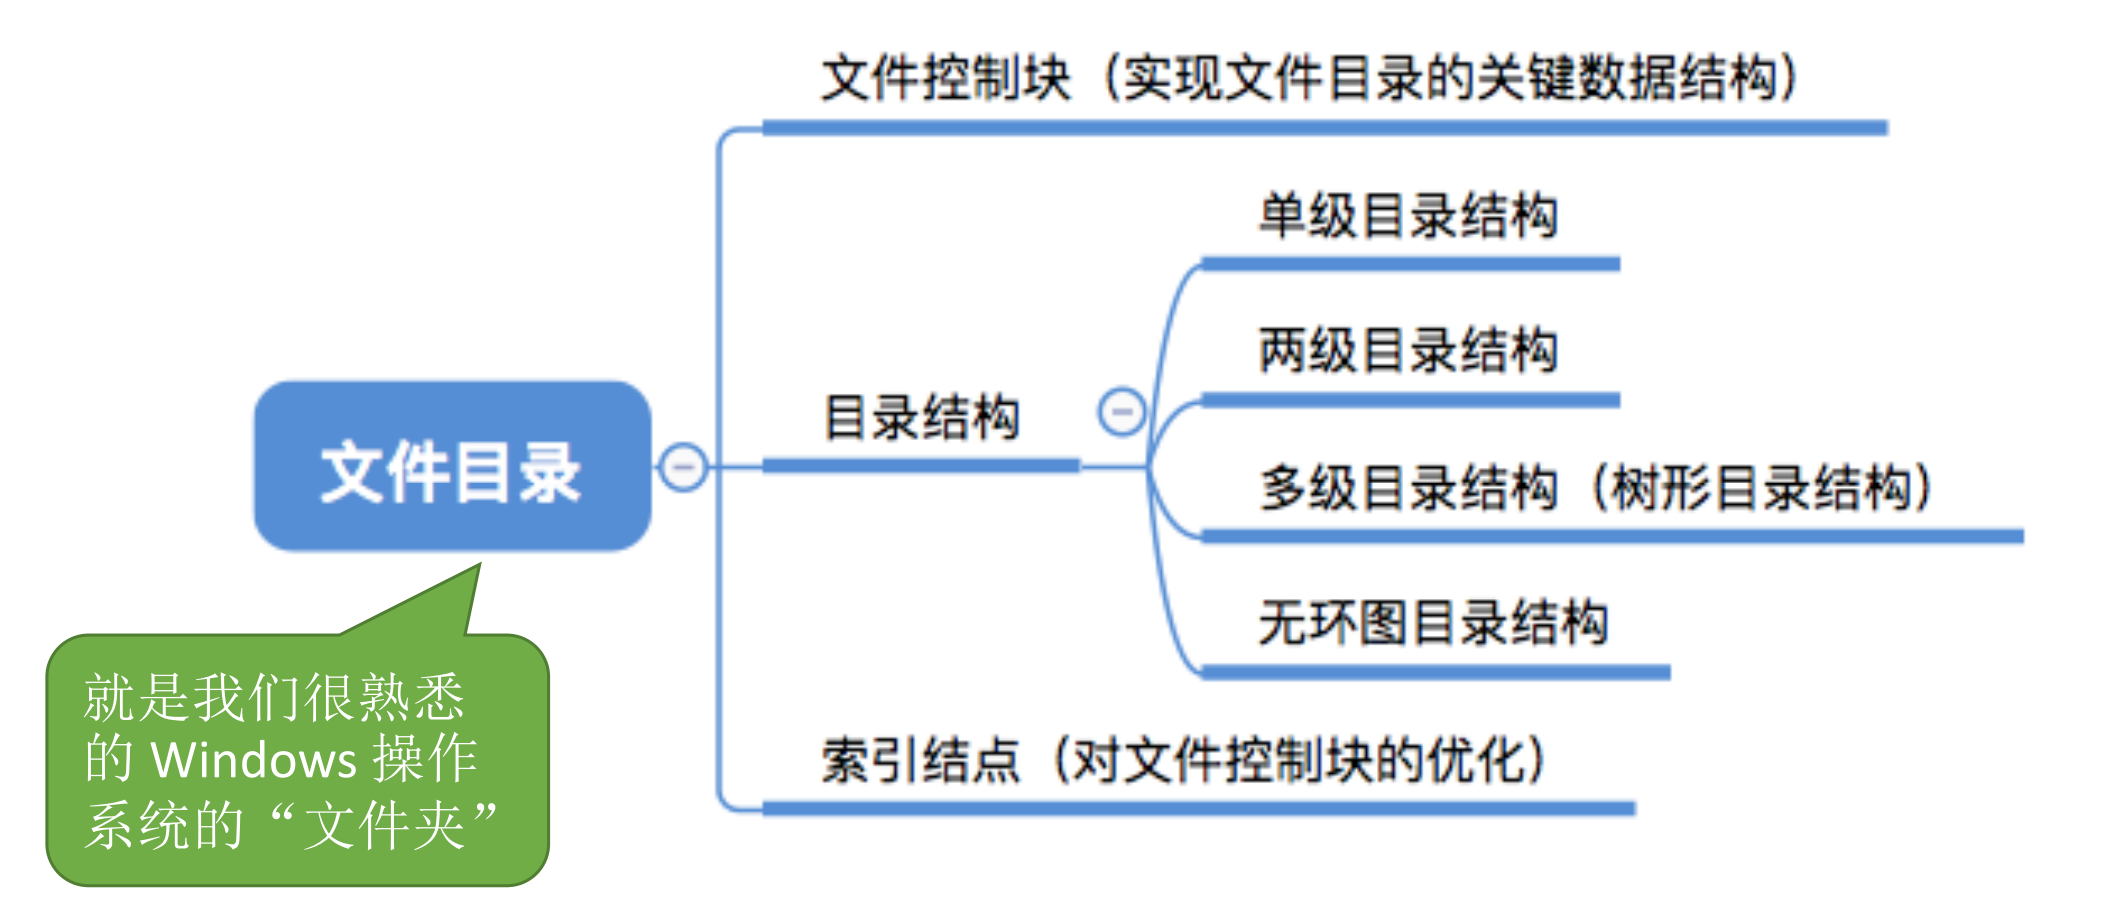 文件控制块（实现文件目录的关键数据结构）
单级目录结构
两级目录结构
目录结构
文件目录
多级目录结构（树形目录结构）
无环图目录结构
索引结点（对文件控制块的优化）
就是我们很熟悉
的 Windows 操作
系统的“文件夹”